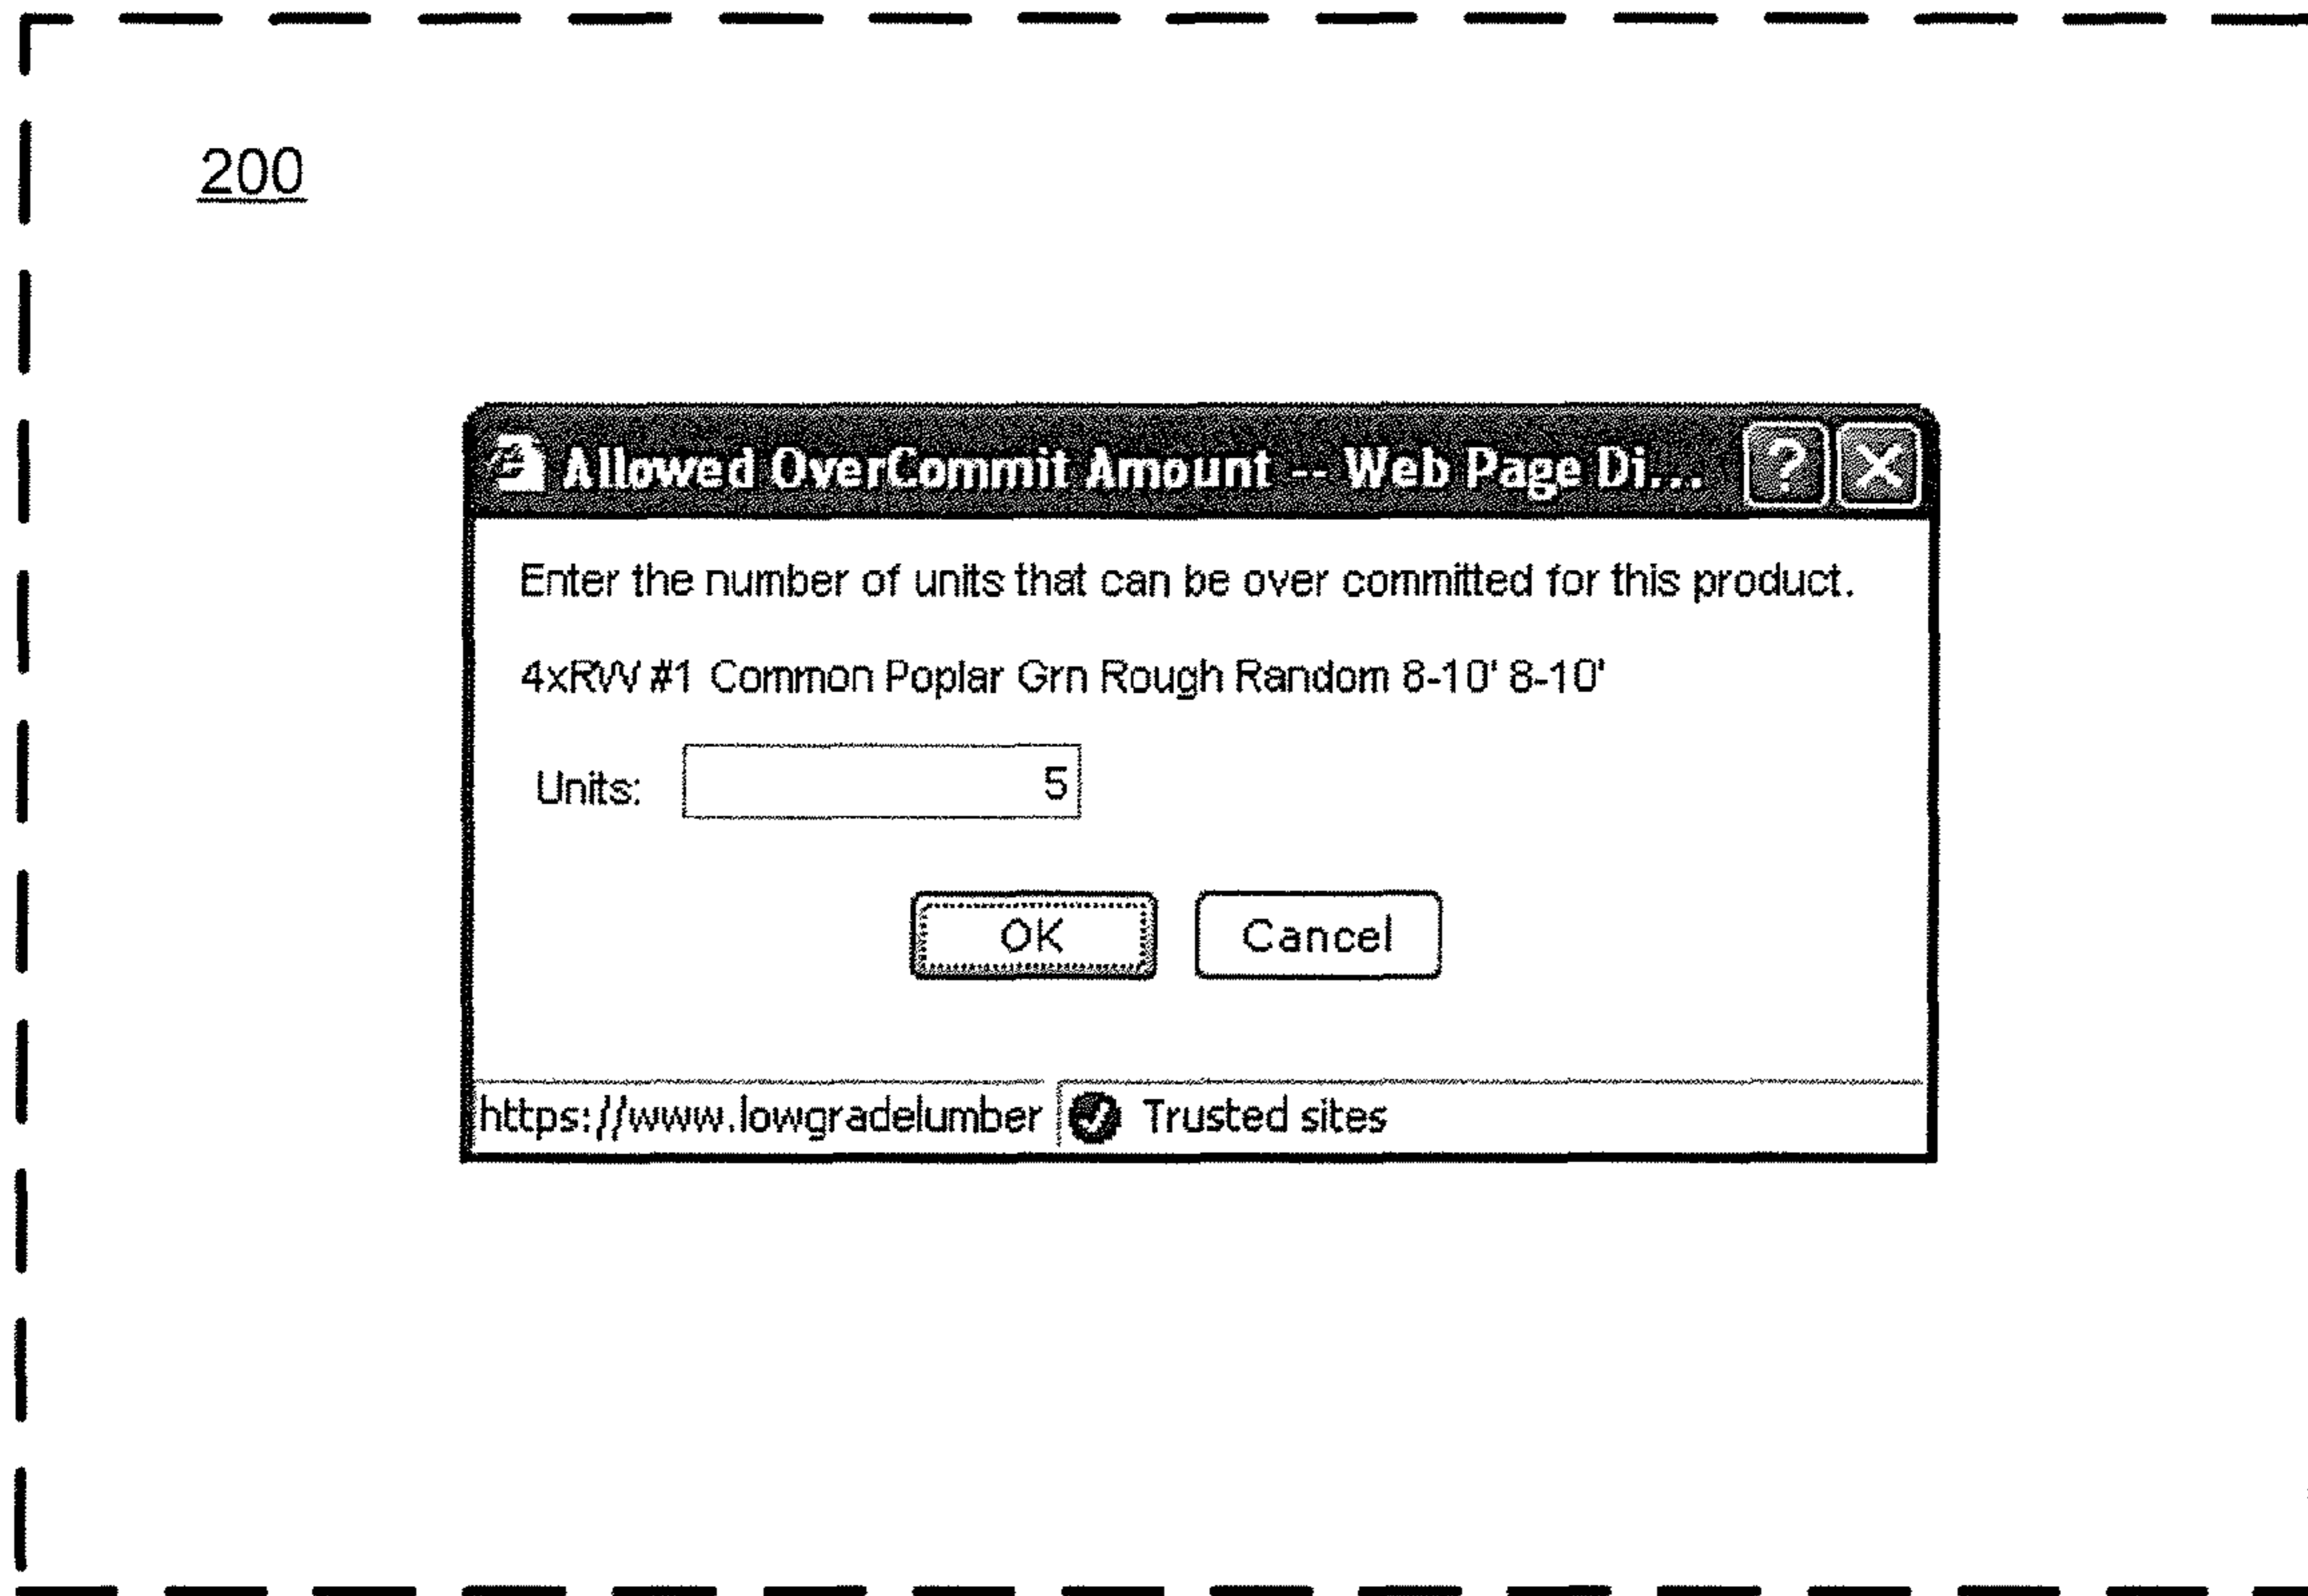 200
Allowed OverCommit Amount -- Web Page Di...
Enter the number of units that can be over committed for this product.
4xRW #1 Common Poplar Grn Rough Random 8-10' 8-10'
Units: 5
OK Cancel
https://www.lowgradelumber Trusted sites